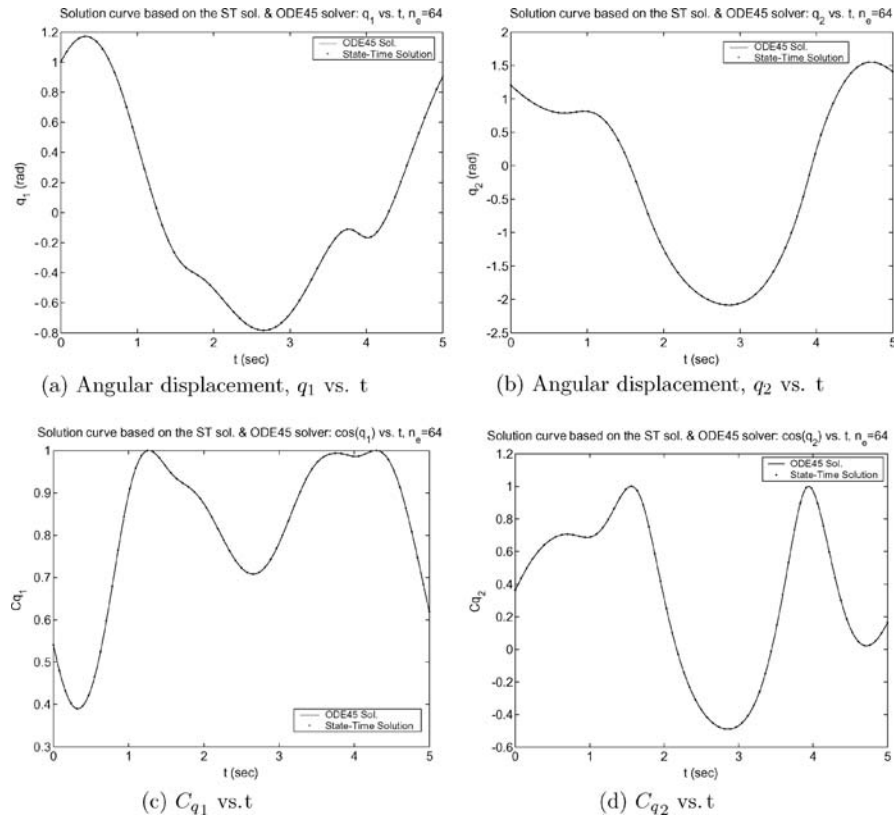 Solution curve based on the ST sol. & ODE45 solver: q1 vs. t, ne=64
1.2
1
0.8
0.6
0.4
0.2
0
-0.2
-0.4
-0.6
-0.8
q1 (rad)
ODE45 Sol.
State-Time Solution
0 1 2 3 4 5
t (sec)
(a) Angular displacement, q1 vs. t
Solution curve based on the ST sol. & ODE45 solver: q2 vs. t, ne=64
2
1.5
1
0.5
0
-0.5
-1
-1.5
-2
-2.5
q2 (rad)
ODE45 Sol.
State-Time Solution
0 1 2 3 4 5
t (sec)
(b) Angular displacement, q2 vs. t
Solution curve based on the ST sol. & ODE45 solver: cos(q1) vs. t, ne=64
1
0.9
0.8
0.7
0.6
0.5
0.4
0.3
Cq1
ODE45 Sol.
State-Time Solution
0 1 2 3 4 5
t (sec)
(c) Cq1 vs.t
Solution curve based on the ST sol. & ODE45 solver: cos(q2) vs. t, ne=64
1.2
1
0.8
0.6
0.4
0.2
0
-0.2
-0.4
-0.6
Cq2
ODE45 Sol.
State-Time Solution
0 1 2 3 4 5
t (sec)
(d) Cq2 vs.t